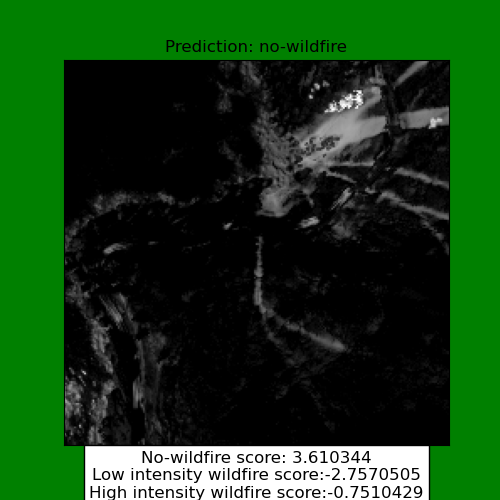 Prediction: no-wildfire
No-wildfire score: 3.610344
Low intensity wildfire score:-2.7570505
High intensity wildfire score:-0.7510429